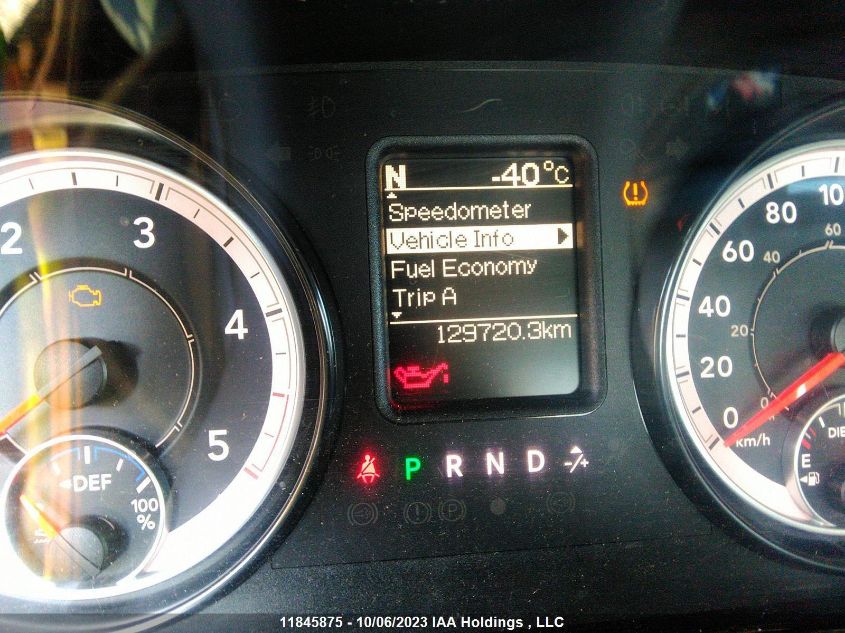 N -40°C
Speedometer
Vehicle Info
Fuel Economy
Trip A
129720.3km
2
3
4
5
DEF
100
%
P R N D -/+
100
80
60
40
20
0
60
40
20
km/h
E
11845875 - 10/06/2023 IAA Holdings , LLC